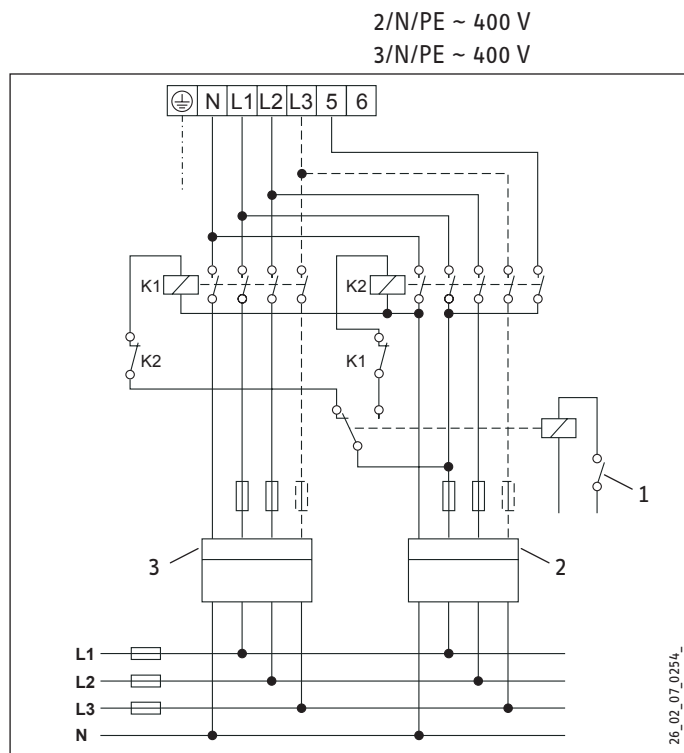 2/N/PE ~ 400 V
3/N/PE ~ 400 V
N L1 L2 L3 5 6
K1 K2
K2 K1
1
3 2
L1
L2
L3
N
26_02_07_0254_